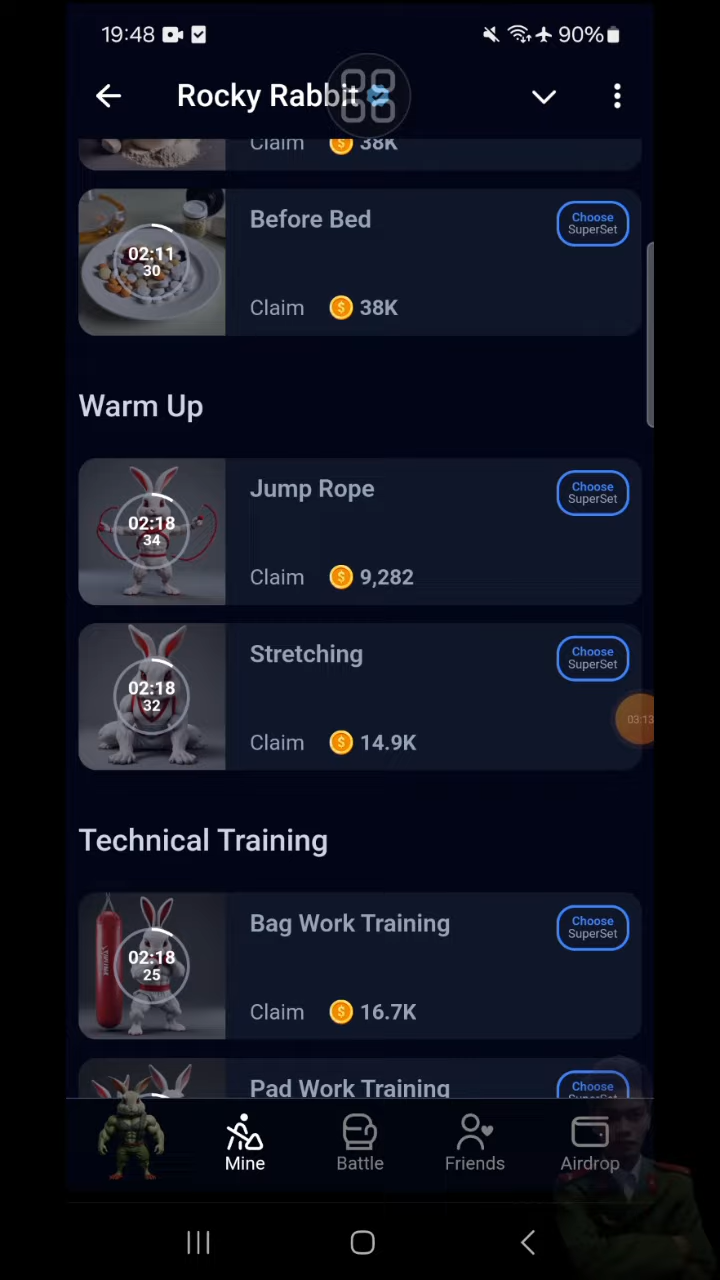 19:48
90%
Rocky Rabbit
Claim 38K
02:11
30
Before Bed
Choose
SuperSet
Claim 38K
Warm Up
02:18
34
Jump Rope
Choose
SuperSet
Claim 9,282
02:18
32
Stretching
Choose
SuperSet
Claim 14.9K
03:13
Technical Training
02:18
25
Bag Work Training
Choose
SuperSet
Claim 16.7K
Pad Work Training
Choose
SuperSet
Mine
Battle
Friends
Airdrop